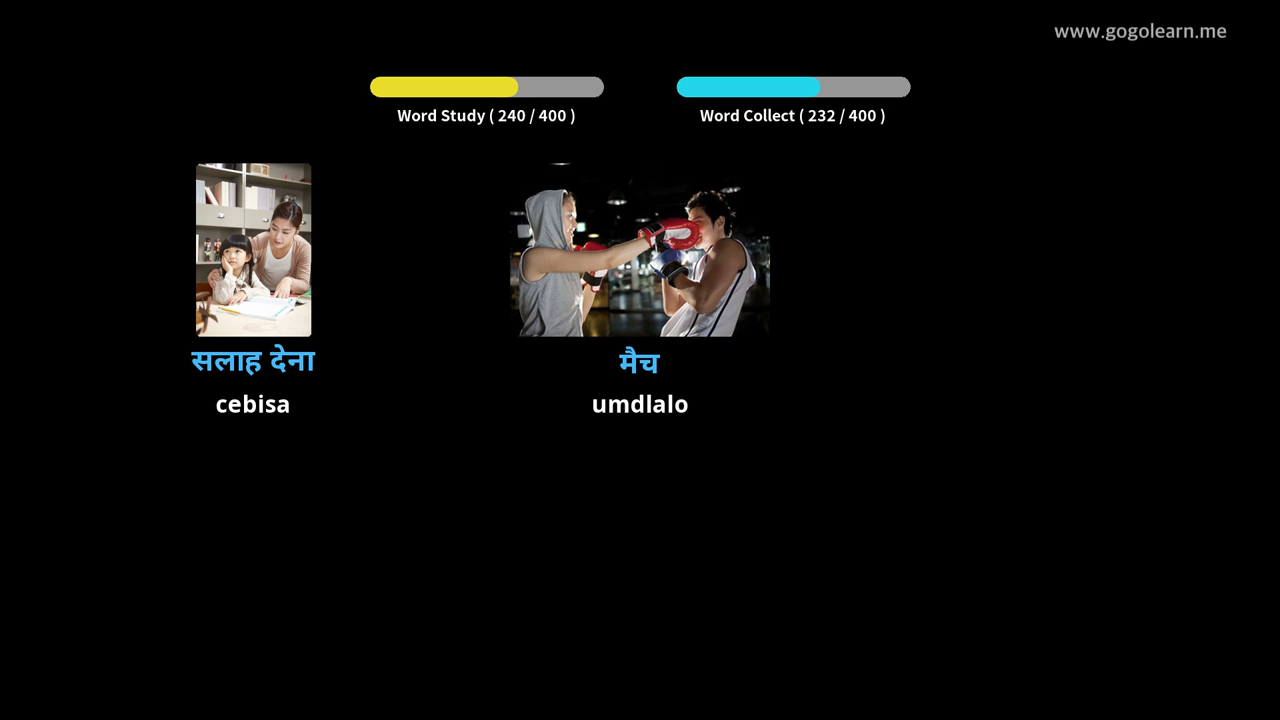 www.gogolearn.me
Word Study ( 240 / 400 )
Word Collect ( 232 / 400 )
सलाह देना
cebisa
मैच
umdlalo